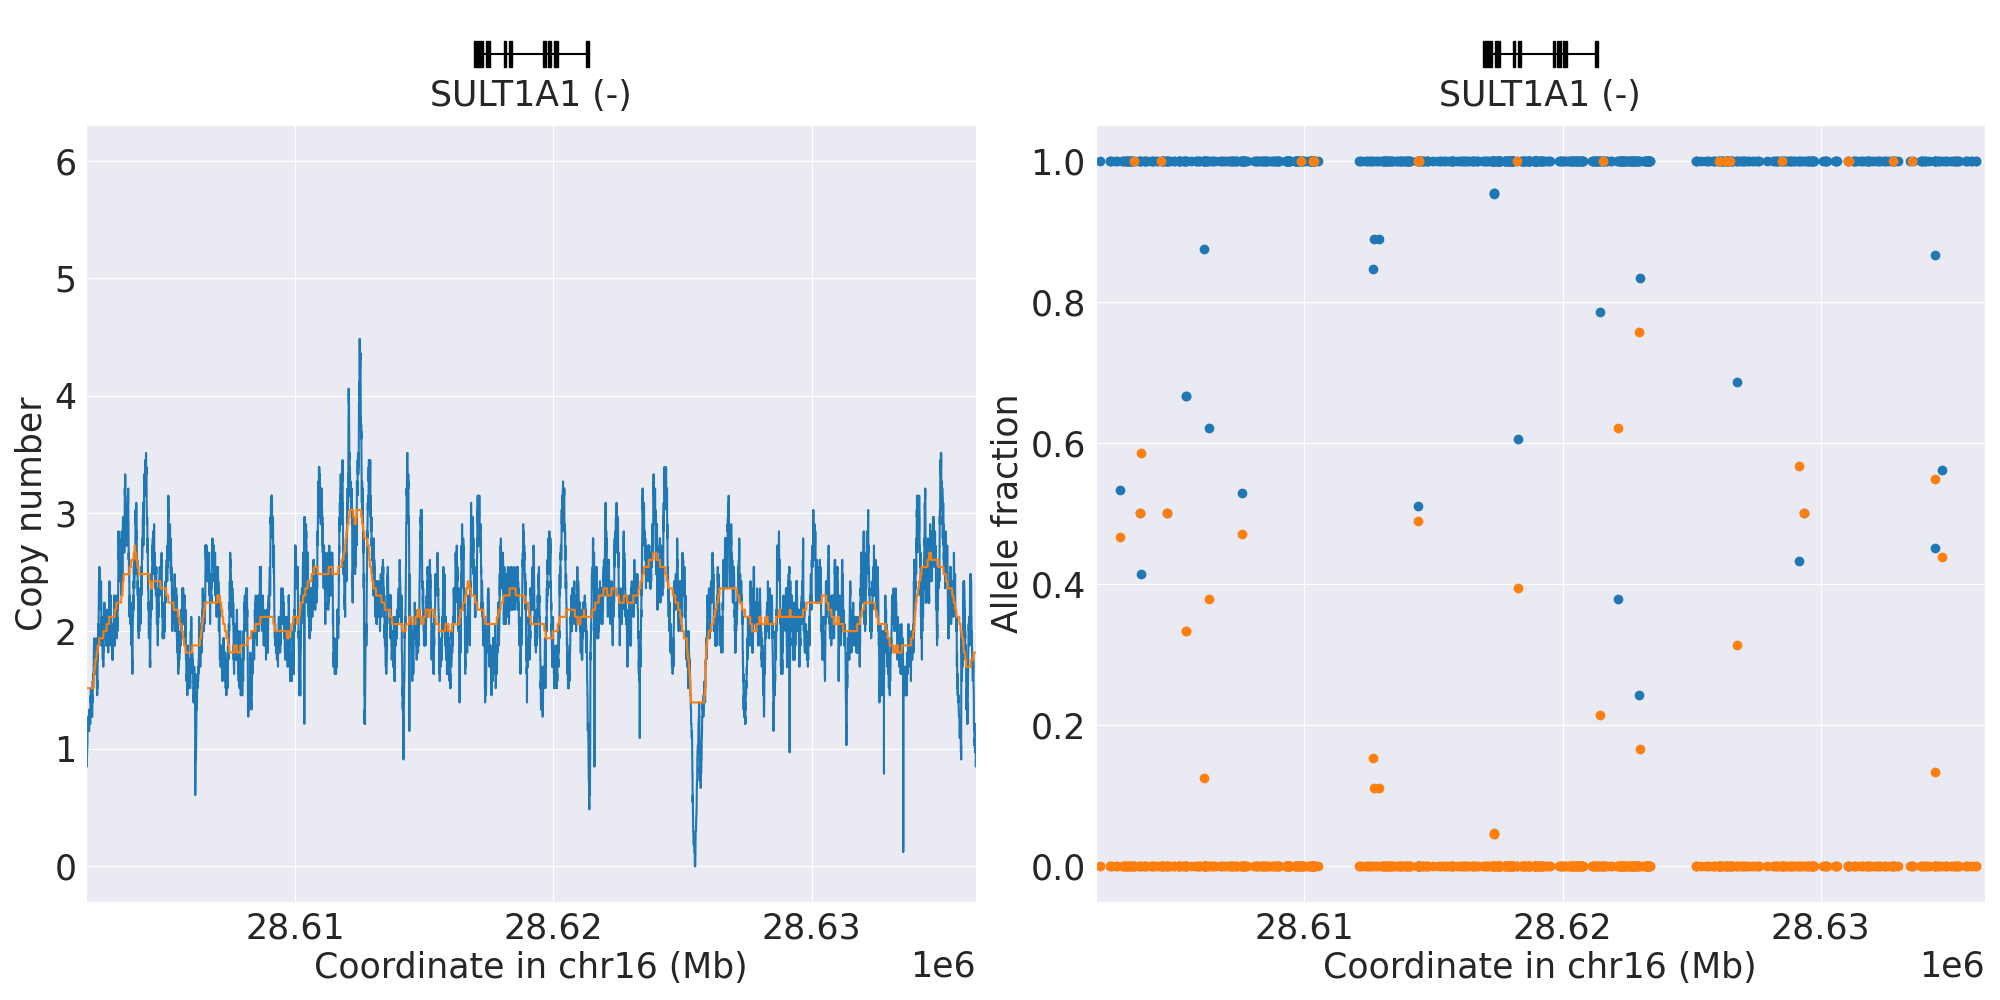 SULT1A1 (-)
6
5
4
3
2
1
0
Copy number
28.61
28.62
28.63
Coordinate in chr16 (Mb)
1e6
SULT1A1 (-)
1.0
0.8
0.6
0.4
0.2
0.0
Allele fraction
28.61
28.62
28.63
Coordinate in chr16 (Mb)
1e6